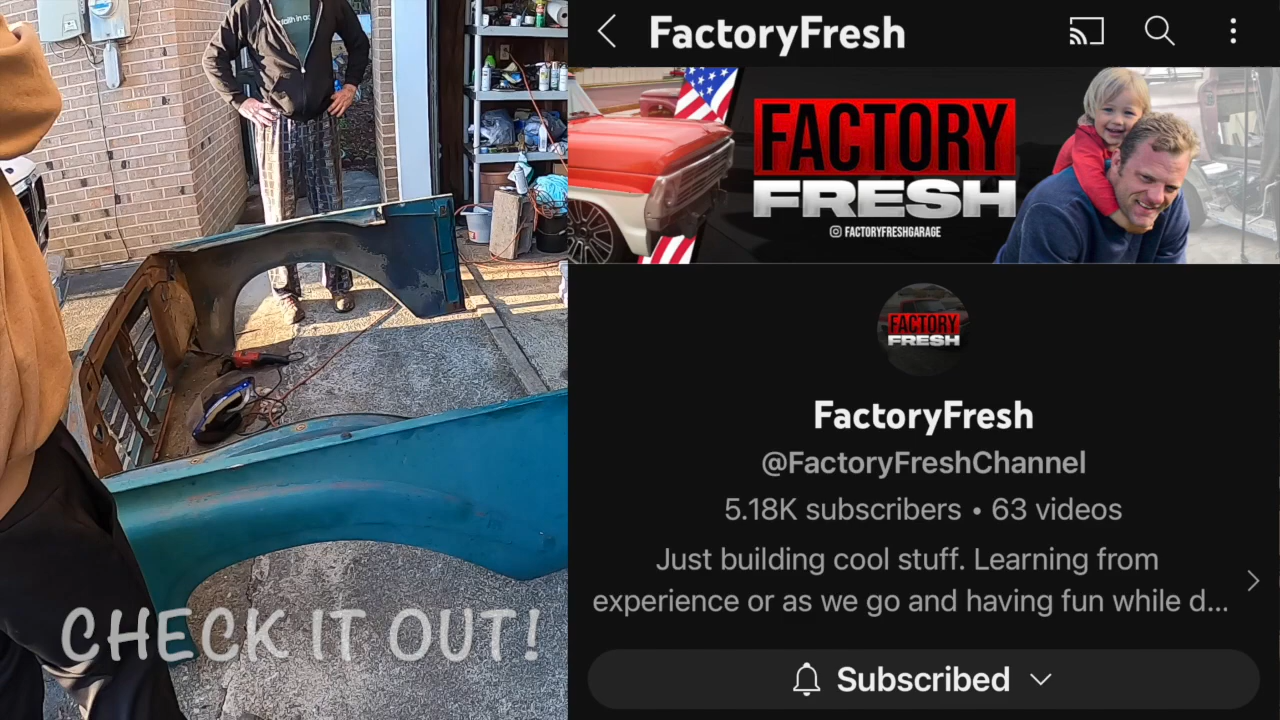 CHECK IT OUT!
FactoryFresh
FACTORY
FRESH
FACTORYFRESHGARAGE
FACTORY
FRESH
FactoryFresh
@FactoryFreshChannel
5.18K subscribers • 63 videos
Just building cool stuff. Learning from
experience or as we go and having fun while d...
Subscribed